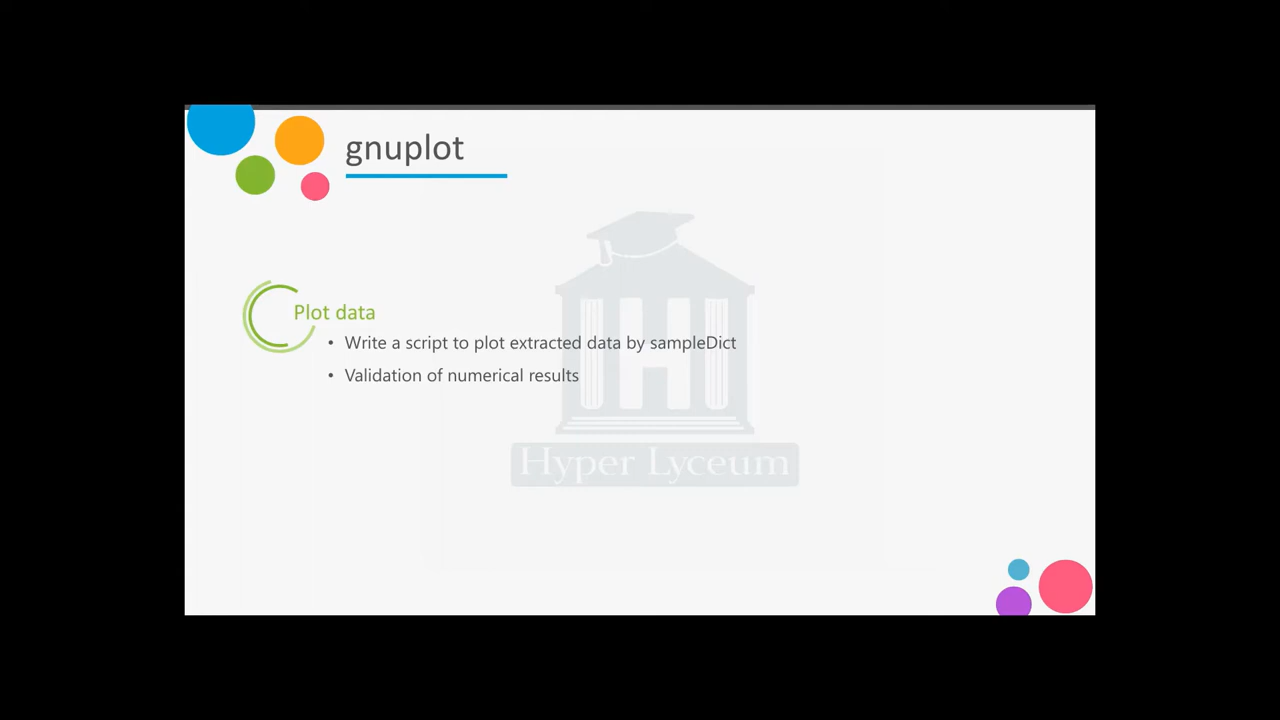 gnuplot
Plot data
• Write a script to plot extracted data by sampleDict
• Validation of numerical results
H
Hyper Lyceum